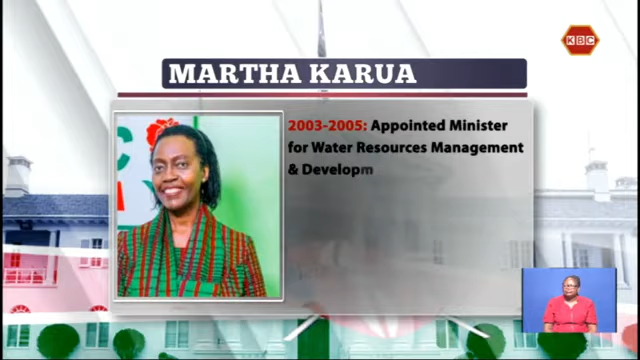 KBC
MARTHA KARUA
2003-2005: Appointed Minister
for Water Resources Management
& Developm
C
A